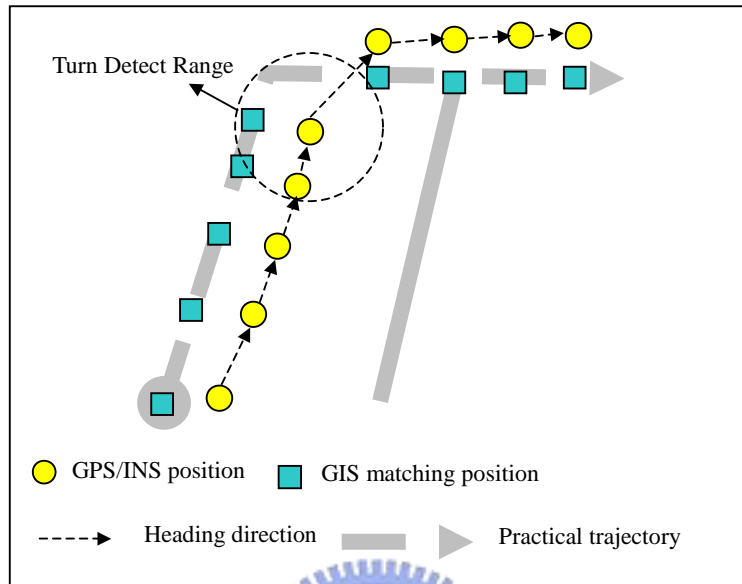 Turn Detect Range
GPS/INS position
GIS matching position
Heading direction
Practical trajectory